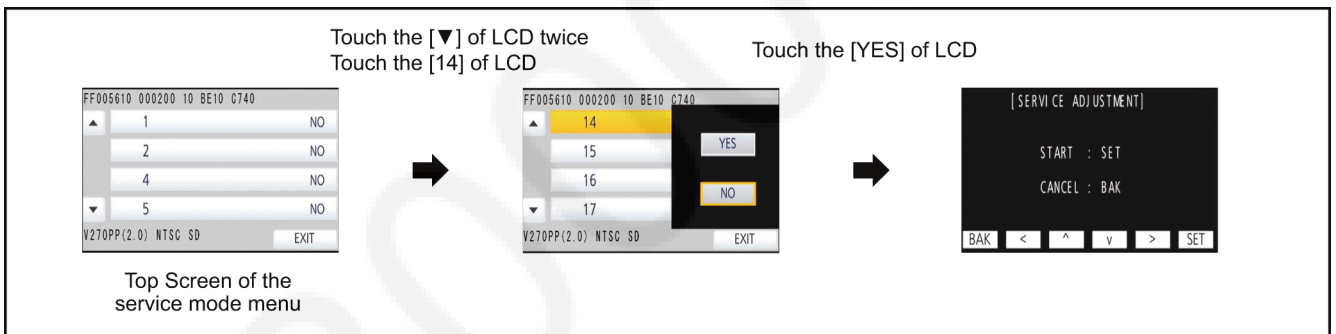 Touch the [▼] of LCD twice
Touch the [14] of LCD
Touch the [YES] of LCD
FF005610 000200 10 BE10 C740
▲ 1 NO
2 NO
4 NO
▼ 5 NO
V270PP(2.0) NTSC SD EXIT
Top Screen of the
service mode menu
FF005610 000200 10 BE10 C740
▲ 14
15
16
▼ 17
YES
NO
V270PP(2.0) NTSC SD EXIT
[SERVICE ADJUSTMENT]
START : SET
CANCEL : BAK
BAK < ^ v > SET